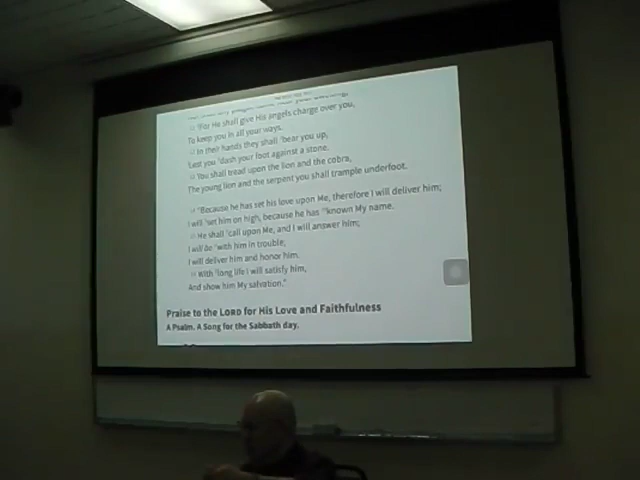 "For He shall give His angels charge over you,
To keep you in all your ways.
In their hands they shall bear you up,
Lest you dash your foot against a stone.
You shall tread upon the lion and the cobra,
The young lion and the serpent you shall trample underfoot.
"Because he has set his love upon Me, therefore I will deliver him;
I will set him on high, because he has known My name.
He shall call upon Me, and I will answer him;
I will be with him in trouble;
I will deliver him and honor him.
With long life I will satisfy him,
And show him My salvation."
Praise to the LORD for His Love and Faithfulness
A Psalm. A Song for the Sabbath day.